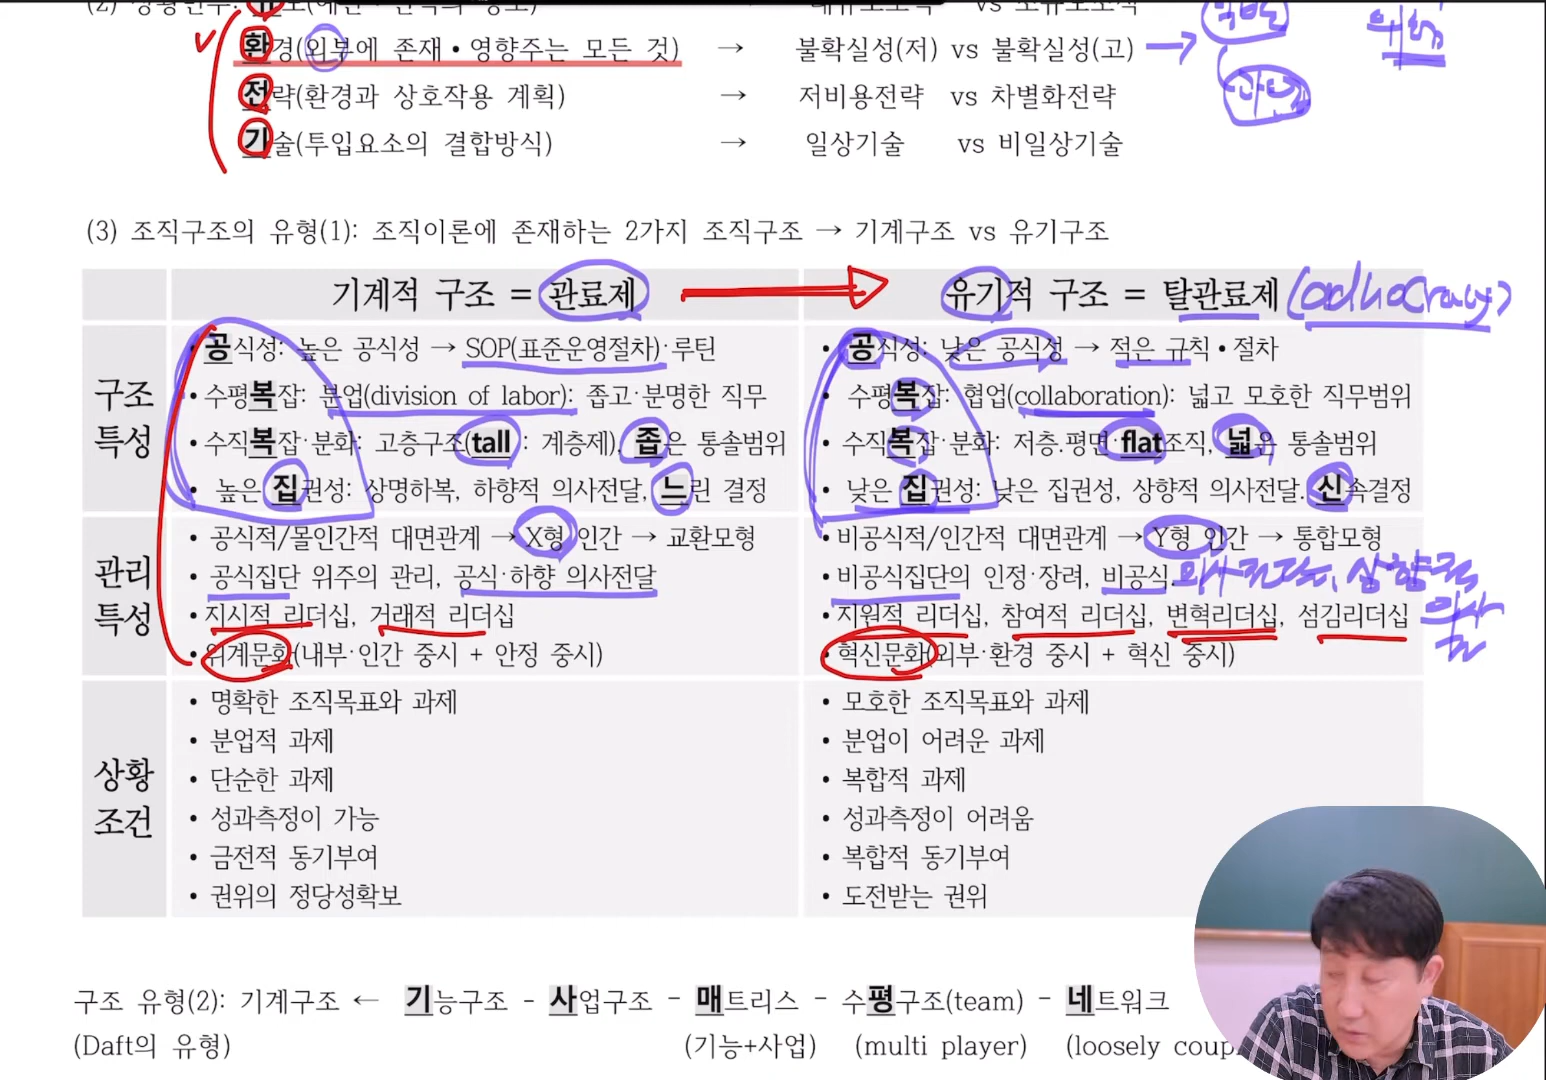 환경(외부에 존재•영향주는 모든 것) → 불확실성(저) vs 불확실성(고) →
전략(환경과 상호작용 계획) → 저비용전략 vs 차별화전략
기술(투입요소의 결합방식) → 일상기술 vs 비일상기술
(3) 조직구조의 유형(1): 조직이론에 존재하는 2가지 조직구조 → 기계구조 vs 유기구조
기계적 구조 = 관료제
유기적 구조 = 탈관료제 (adhocracy)
구조
특성
• 공식성: 높은 공식성 → SOP(표준운영절차)·루틴
• 수평복잡: 분업(division of labor): 좁고·분명한 직무
• 수직복잡·분화: 고층구조(tall : 계층제), 좁은 통솔범위
• 높은 집권성: 상명하복, 하향적 의사전달, 느린 결정
• 공식성: 낮은 공식성 → 적은 규칙•절차
• 수평복잡: 협업(collaboration): 넓고 모호한 직무범위
• 수직복잡·분화: 저층.평면·flat조직, 넓은 통솔범위
• 낮은 집권성: 낮은 집권성, 상향적 의사전달. 신속결정
관리
특성
• 공식적/몰인간적 대면관계 → X형 인간 → 교환모형
• 공식집단 위주의 관리, 공식·하향 의사전달
• 지시적 리더십, 거래적 리더십
• 위계문화(내부·인간 중시 + 안정 중시)
• 비공식적/인간적 대면관계 → Y형 인간 → 통합모형
• 비공식집단의 인정·장려, 비공식
• 지원적 리더십, 참여적 리더십, 변혁리더십, 섬김리더십
• 혁신문화(외부·환경 중시 + 혁신 중시)
상황
조건
• 명확한 조직목표와 과제
• 분업적 과제
• 단순한 과제
• 성과측정이 가능
• 금전적 동기부여
• 권위의 정당성확보
• 모호한 조직목표와 과제
• 분업이 어려운 과제
• 복합적 과제
• 성과측정이 어려움
• 복합적 동기부여
• 도전받는 권위
구조 유형(2): 기계구조 ← 기능구조 - 사업구조 - 매트리스 - 수평구조(team) - 네트워크
(Daft의 유형) (기능+사업) (multi player) (loosely coup